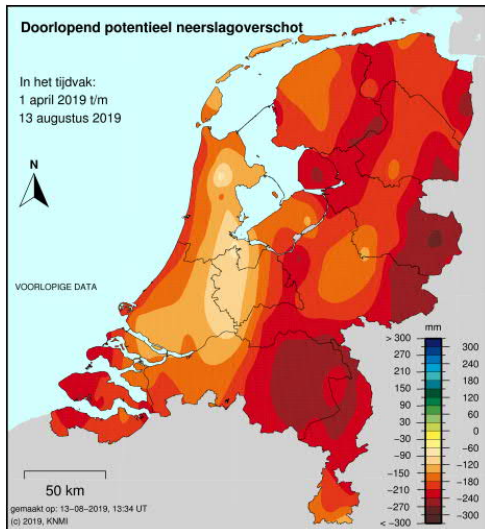 Doorlopend potentieel neerslagoverschot
In het tijdvak:
1 april 2019 t/m
13 augustus 2019
N
VOORLOPIGE DATA
mm
> 300
270
210
150
90
30
-30
-90
-150
-210
-270
< -300
300
240
180
120
60
0
-60
-120
-180
-240
-300
50 km
gemaakt op: 13-08-2019, 13:34 UT
(c) 2019, KNMI